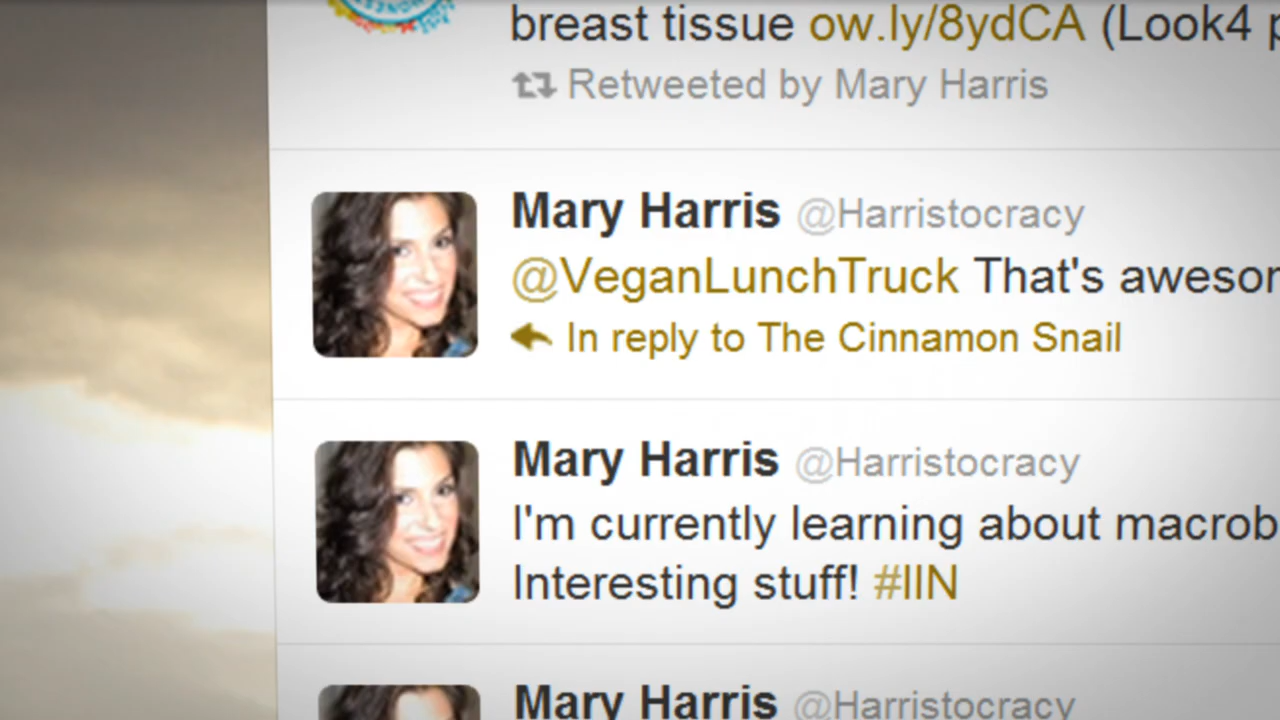 breast tissue ow.ly/8ydCA (Look4
Retweeted by Mary Harris
Mary Harris @Harristocracy
@VeganLunchTruck That's awesor
In reply to The Cinnamon Snail
Mary Harris @Harristocracy
I'm currently learning about macrob
Interesting stuff! #IIN
Mary Harris @Harristocracy